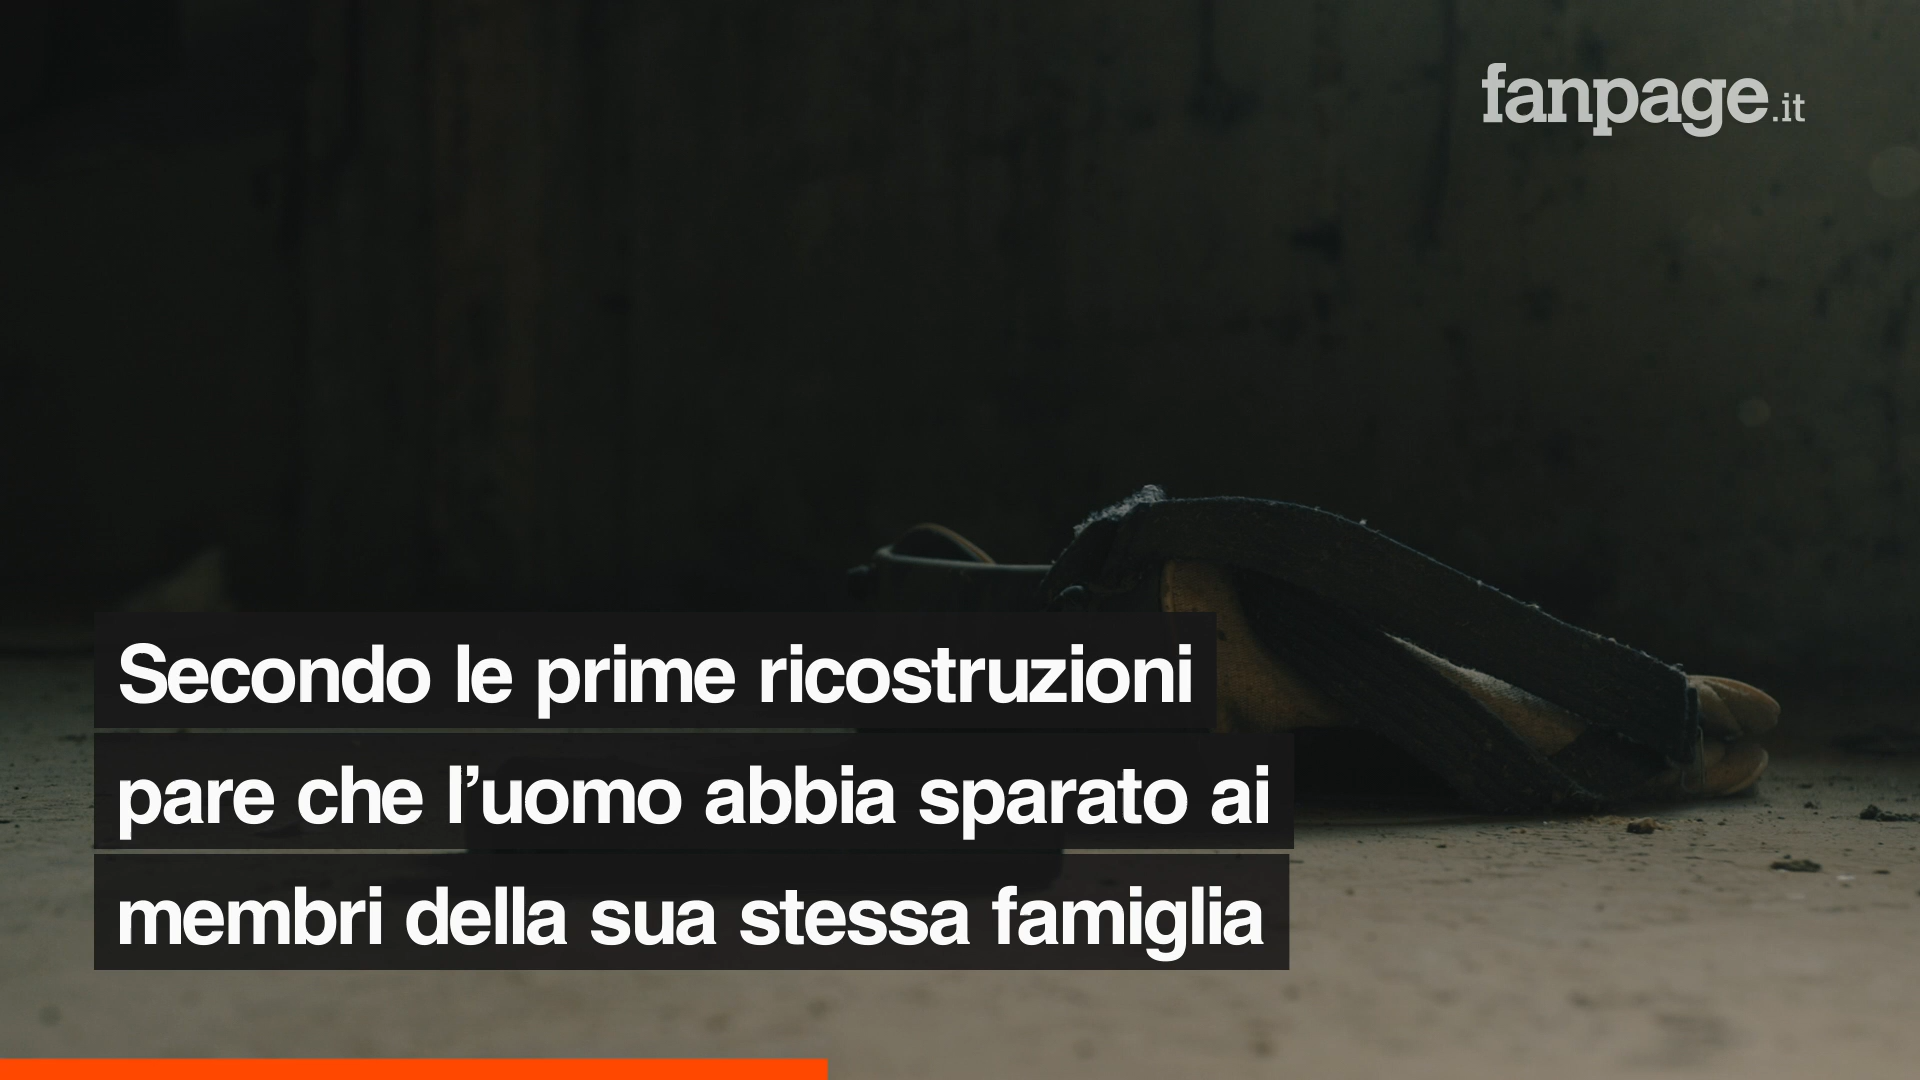 fanpage.it
Secondo le prime ricostruzioni
pare che l’uomo abbia sparato ai
membri della sua stessa famiglia